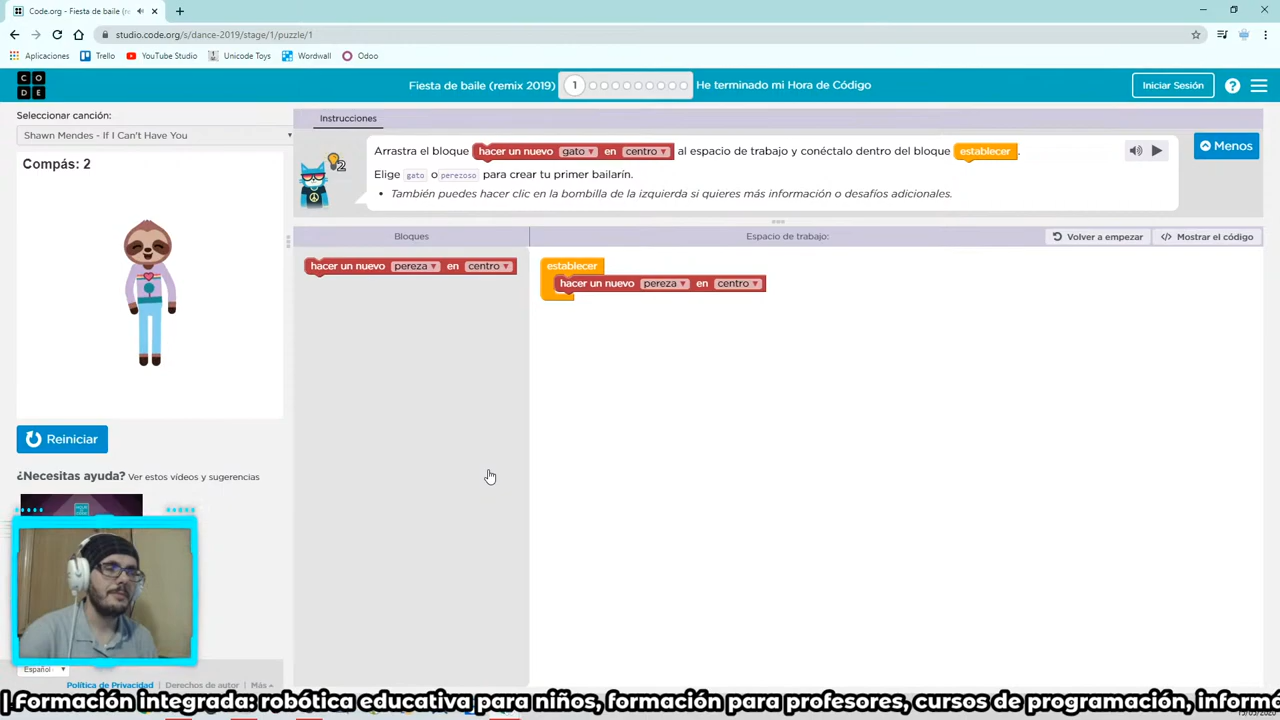 Code.org - Fiesta de baile (re
studio.code.org/s/dance-2019/stage/1/puzzle/1
Aplicaciones Trello YouTube Studio Unicode Toys Wordwall Odoo
C O D E
Fiesta de baile (remix 2019) 1 He terminado mi Hora de Código Iniciar Sesión ?
Seleccionar canción:
Shawn Mendes - If I Can't Have You
Compás: 2
Reiniciar
¿Necesitas ayuda? Ver estos vídeos y sugerencias
Instrucciones
2
Arrastra el bloque hacer un nuevo gato en centro al espacio de trabajo y conéctalo dentro del bloque establecer.
Elige gato o perezoso para crear tu primer bailarín.
• También puedes hacer clic en la bombilla de la izquierda si quieres más información o desafíos adicionales.
Menos
Bloques
Espacio de trabajo:
Volver a empezar
</> Mostrar el código
hacer un nuevo pereza en centro
establecer
hacer un nuevo pereza en centro
Español
Política de Privacidad | Derechos de autor | Más
| Formación integrada: robótica educativa para niños, formación para profesores, cursos de programación, informá